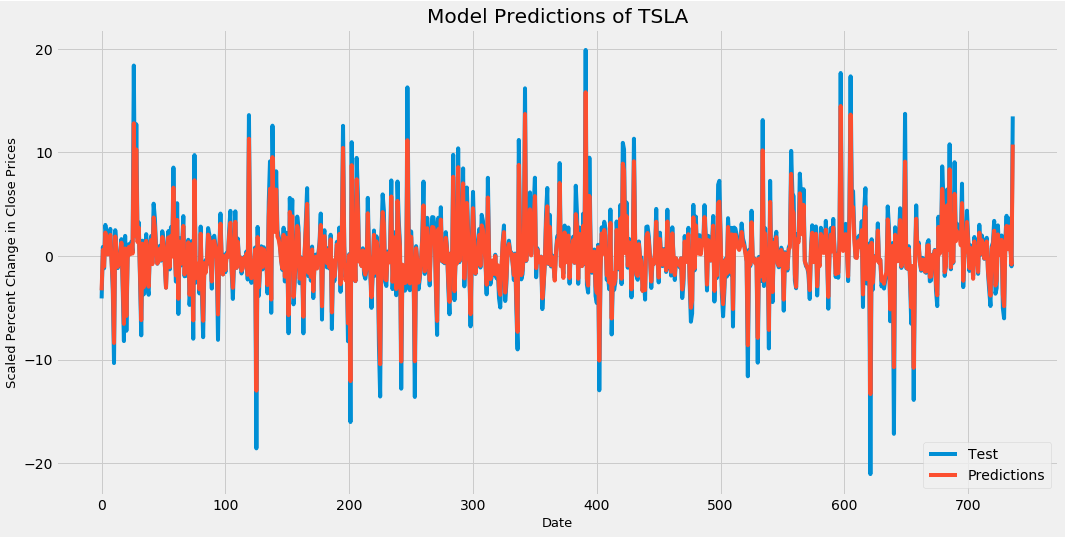 Model Predictions of TSLA
Scaled Percent Change in Close Prices
20
10
0
−10
−20
0 100 200 300 400 500 600 700
Date
Test
Predictions